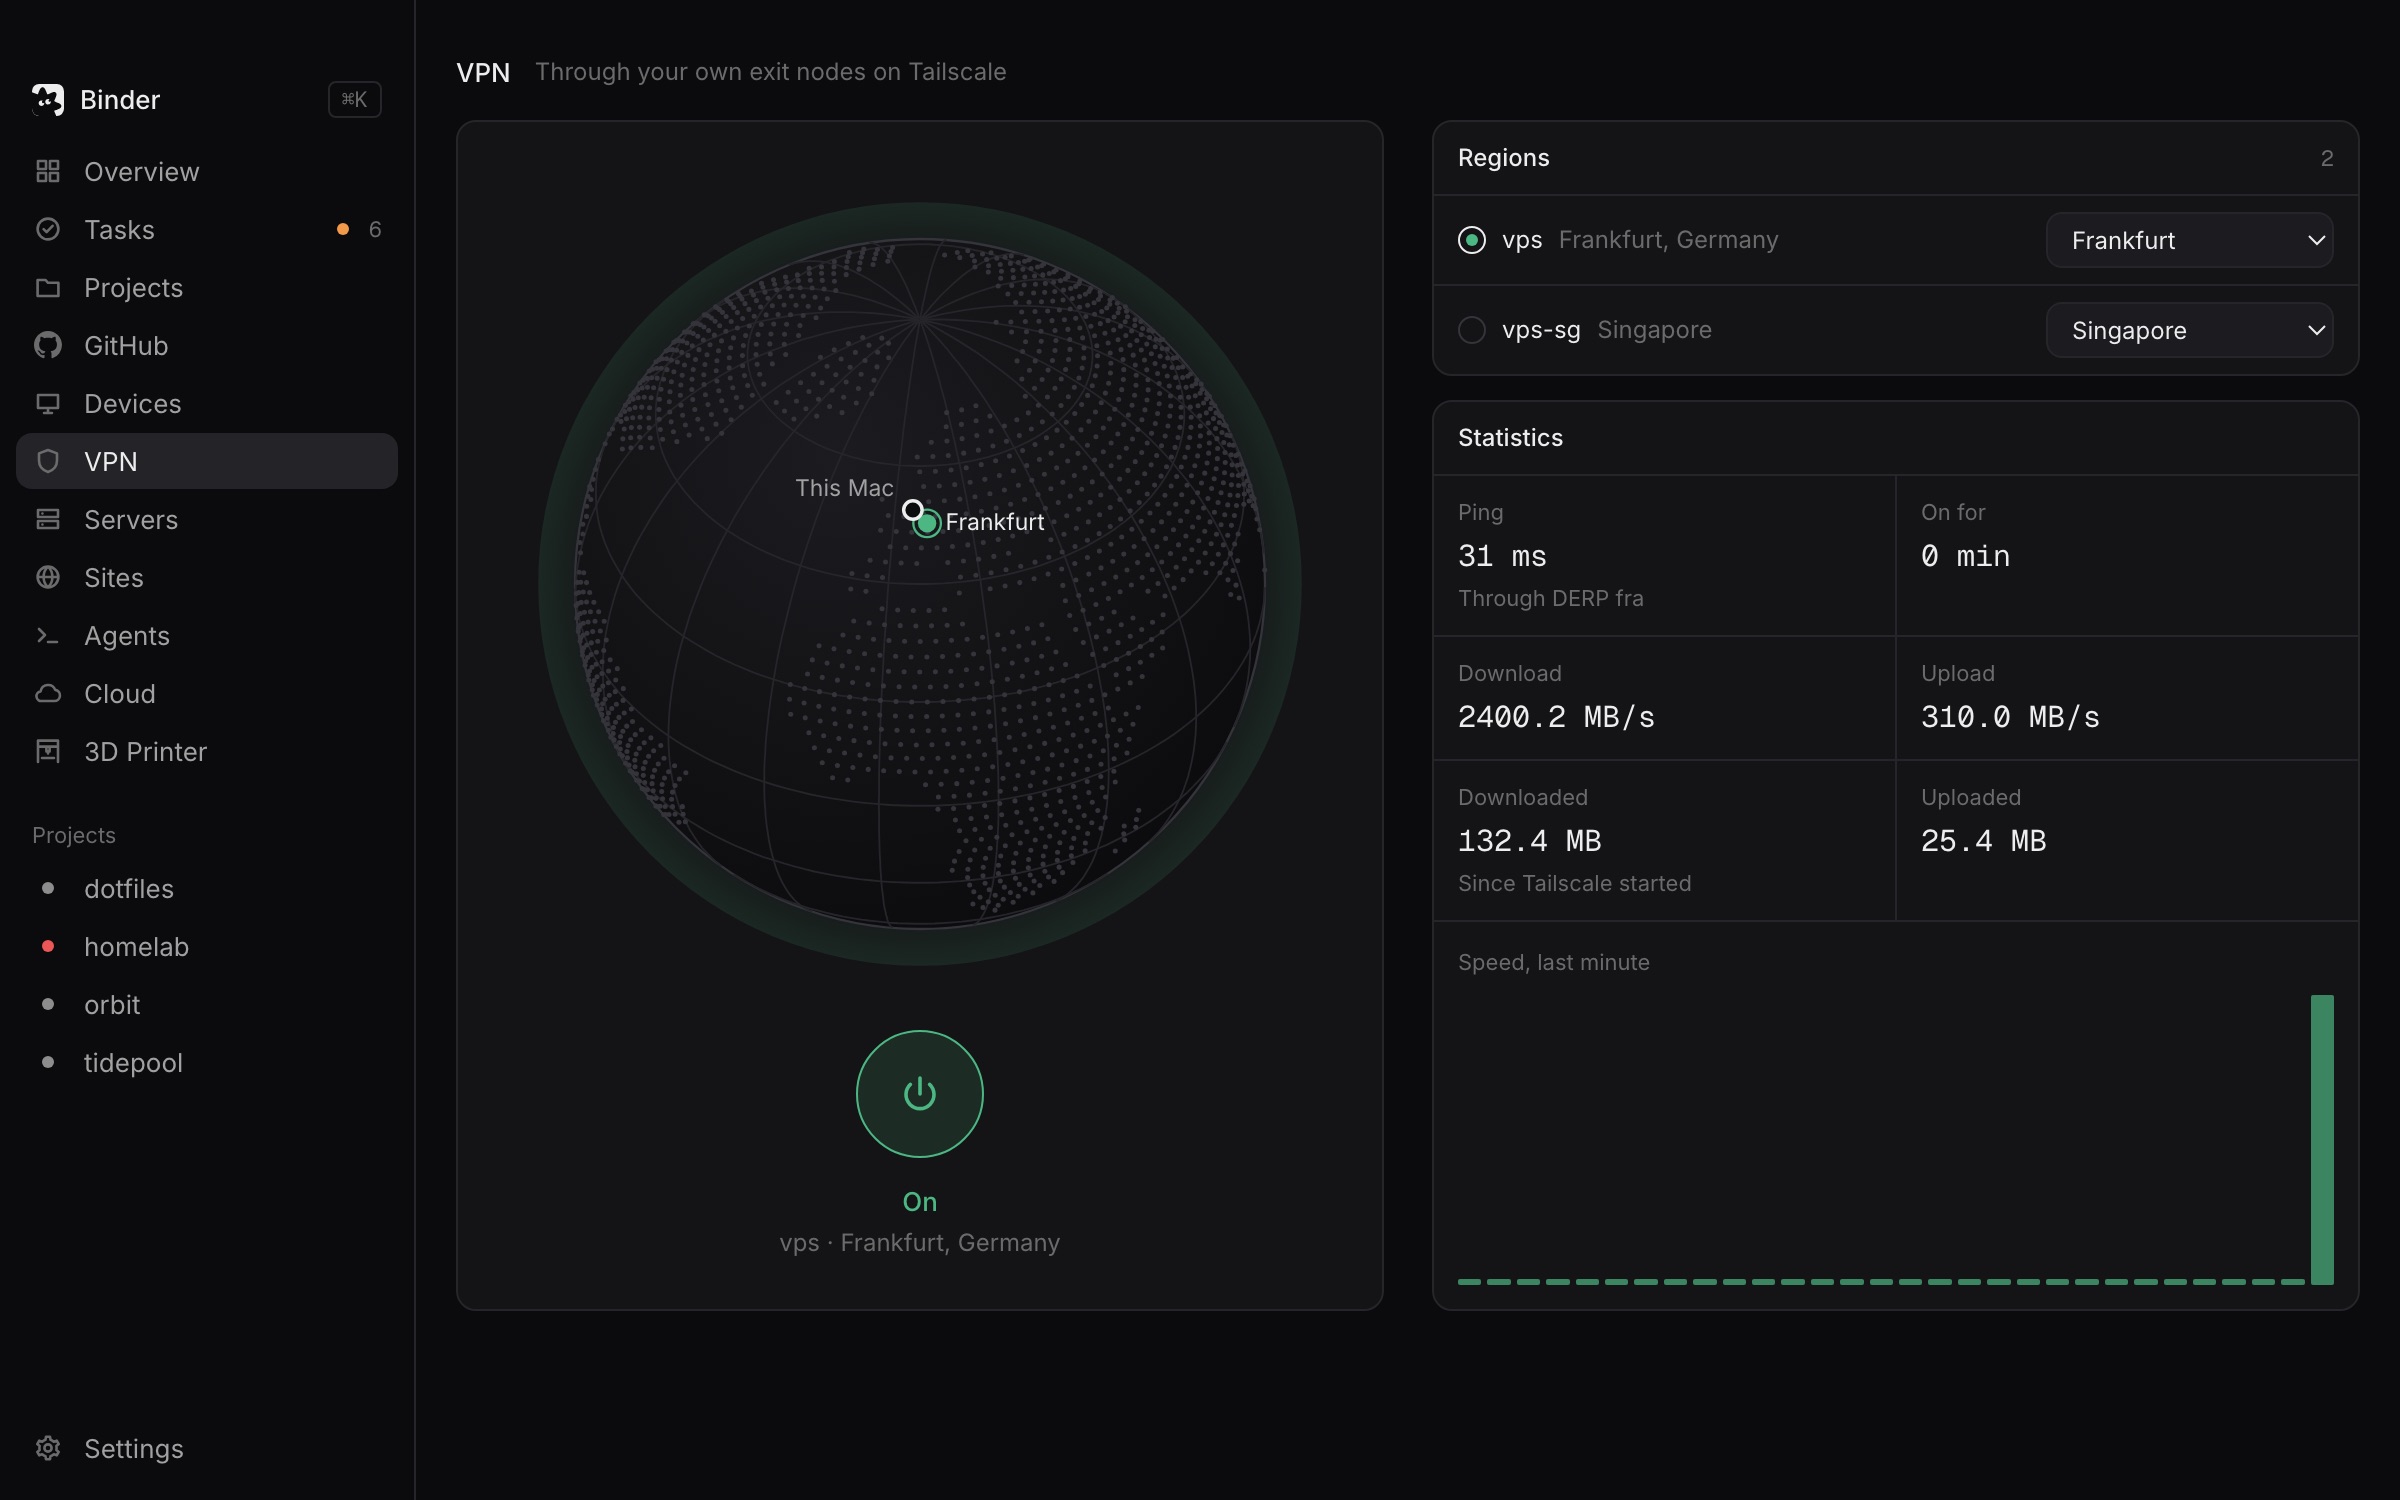 Binder
⌘K
Overview
Tasks 6
Projects
GitHub
Devices
VPN
Servers
Sites
Agents
Cloud
3D Printer
Projects
dotfiles
homelab
orbit
tidepool
Settings
VPN Through your own exit nodes on Tailscale
This Mac
Frankfurt
On
vps · Frankfurt, Germany
Regions 2
vps Frankfurt, Germany Frankfurt
vps-sg Singapore Singapore
Statistics
Ping
31 ms
Through DERP fra
On for
0 min
Download
2400.2 MB/s
Upload
310.0 MB/s
Downloaded
132.4 MB
Since Tailscale started
Uploaded
25.4 MB
Speed, last minute